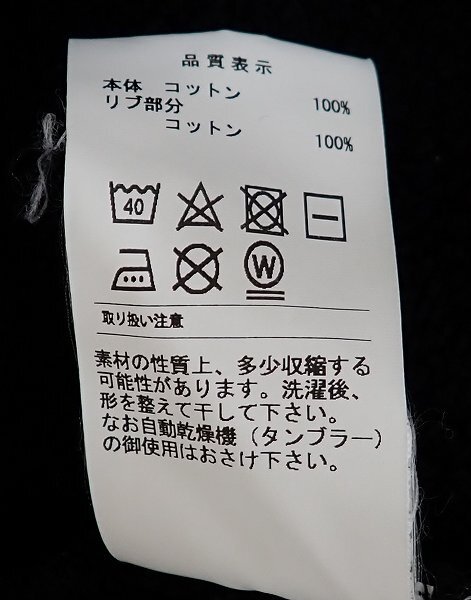 品質表示
本体 コットン 100%
リブ部分
コットン 100%
40
W
取り扱い注意
素材の性質上、多少収縮する
可能性があります。洗濯後、
形を整えて干して下さい。
なお自動乾燥機（タンブラー）
の御使用はおさけ下さい。